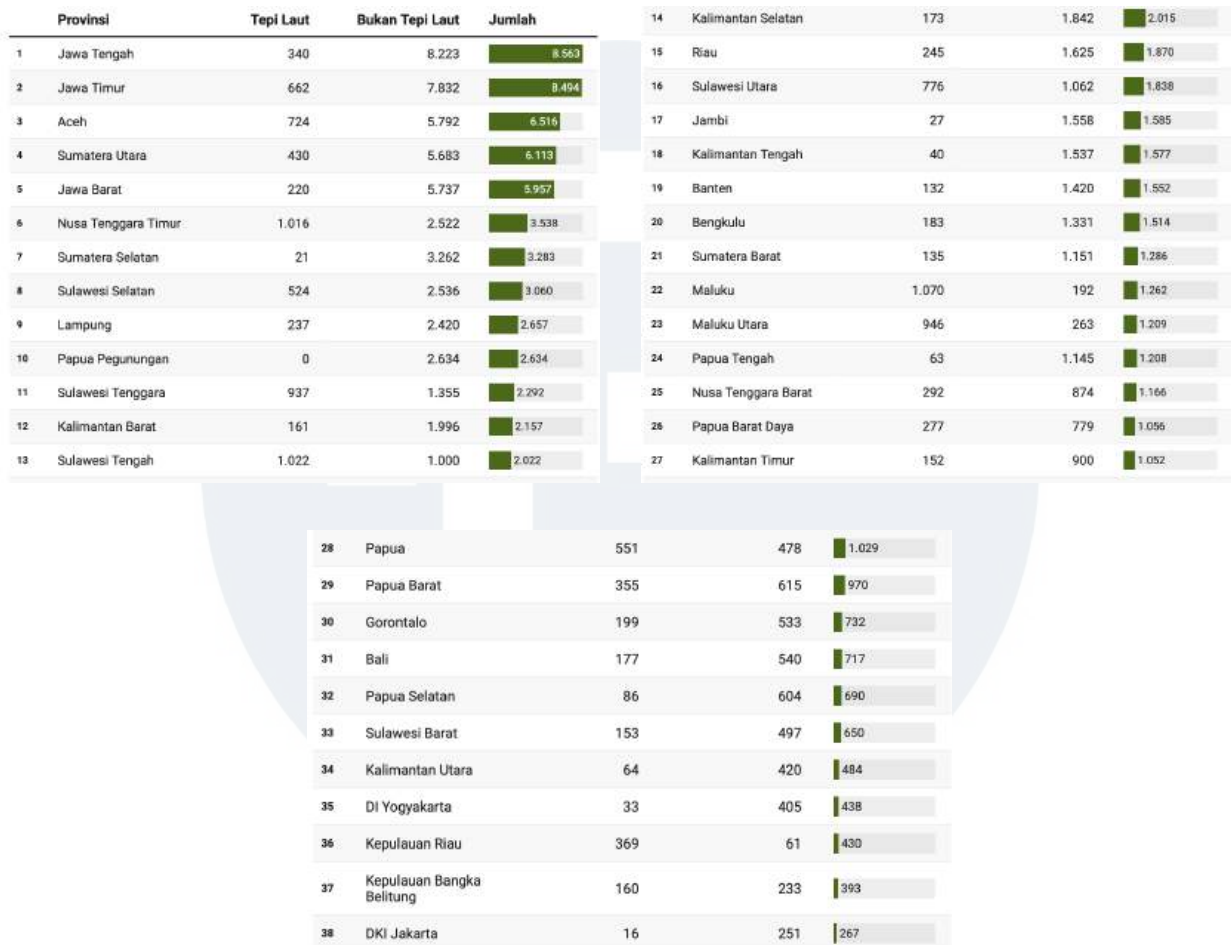 Provinsi Tepi Laut Bukan Tepi Laut Jumlah
1 Jawa Tengah 340 8.223 8.563
2 Jawa Timur 662 7.832 8.494
3 Aceh 724 5.792 6.516
4 Sumatera Utara 430 5.683 6.113
5 Jawa Barat 220 5.737 5.957
6 Nusa Tenggara Timur 1.016 2.522 3.538
7 Sumatera Selatan 21 3.262 3.283
8 Sulawesi Selatan 524 2.536 3.060
9 Lampung 237 2.420 2.657
10 Papua Pegunungan 0 2.634 2.634
11 Sulawesi Tenggara 937 1.355 2.292
12 Kalimantan Barat 161 1.996 2.157
13 Sulawesi Tengah 1.022 1.000 2.022
14 Kalimantan Selatan 173 1.842 2.015
15 Riau 245 1.625 1.870
16 Sulawesi Utara 776 1.062 1.838
17 Jambi 27 1.558 1.585
18 Kalimantan Tengah 40 1.537 1.577
19 Banten 132 1.420 1.552
20 Bengkulu 183 1.331 1.514
21 Sumatera Barat 135 1.151 1.286
22 Maluku 1.070 192 1.262
23 Maluku Utara 946 263 1.209
24 Papua Tengah 63 1.145 1.208
25 Nusa Tenggara Barat 292 874 1.166
26 Papua Barat Daya 277 779 1.056
27 Kalimantan Timur 152 900 1.052
28 Papua 551 478 1.029
29 Papua Barat 355 615 970
30 Gorontalo 199 533 732
31 Bali 177 540 717
32 Papua Selatan 86 604 690
33 Sulawesi Barat 153 497 650
34 Kalimantan Utara 64 420 484
35 DI Yogyakarta 33 405 438
36 Kepulauan Riau 369 61 430
37 Kepulauan Bangka
Belitung 160 233 393
38 DKI Jakarta 16 251 267